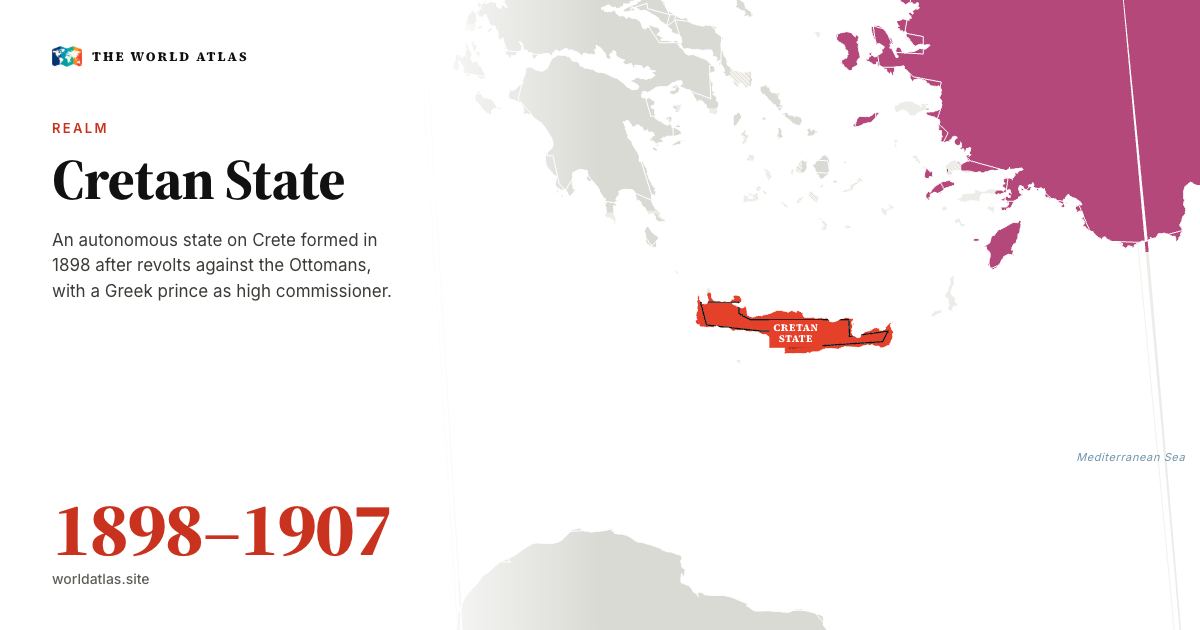 THE WORLD ATLAS
REALM
Cretan State
An autonomous state on Crete formed in
1898 after revolts against the Ottomans,
with a Greek prince as high commissioner.
CRETAN
STATE
Mediterranean Sea
1898–1907
worldatlas.site